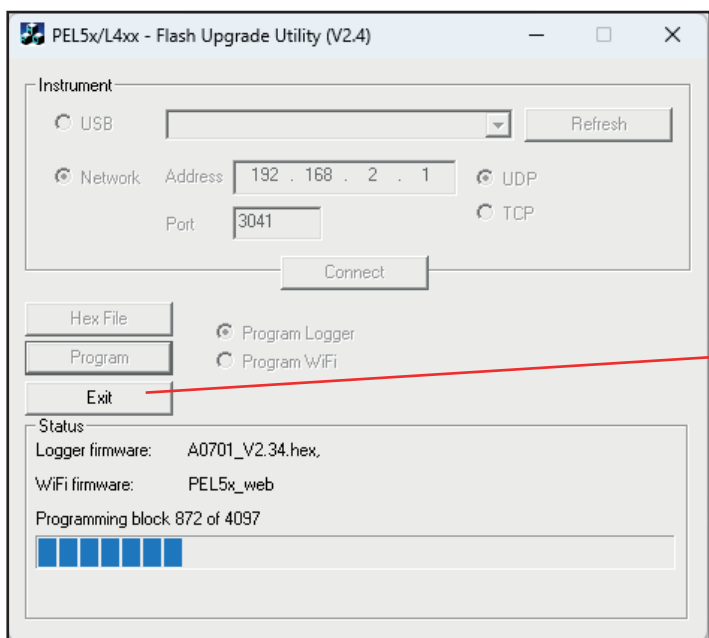 PEL5x/L4xx - Flash Upgrade Utility (V2.4)
Instrument
USB
Refresh
Network Address 192 . 168 . 2 . 1 UDP
Port 3041 TCP
Connect
Hex File
Program Logger
Program
Program WiFi
Exit
Status
Logger firmware: A0701_V2.34.hex,
WiFi firmware: PEL5x_web
Programming block 872 of 4097